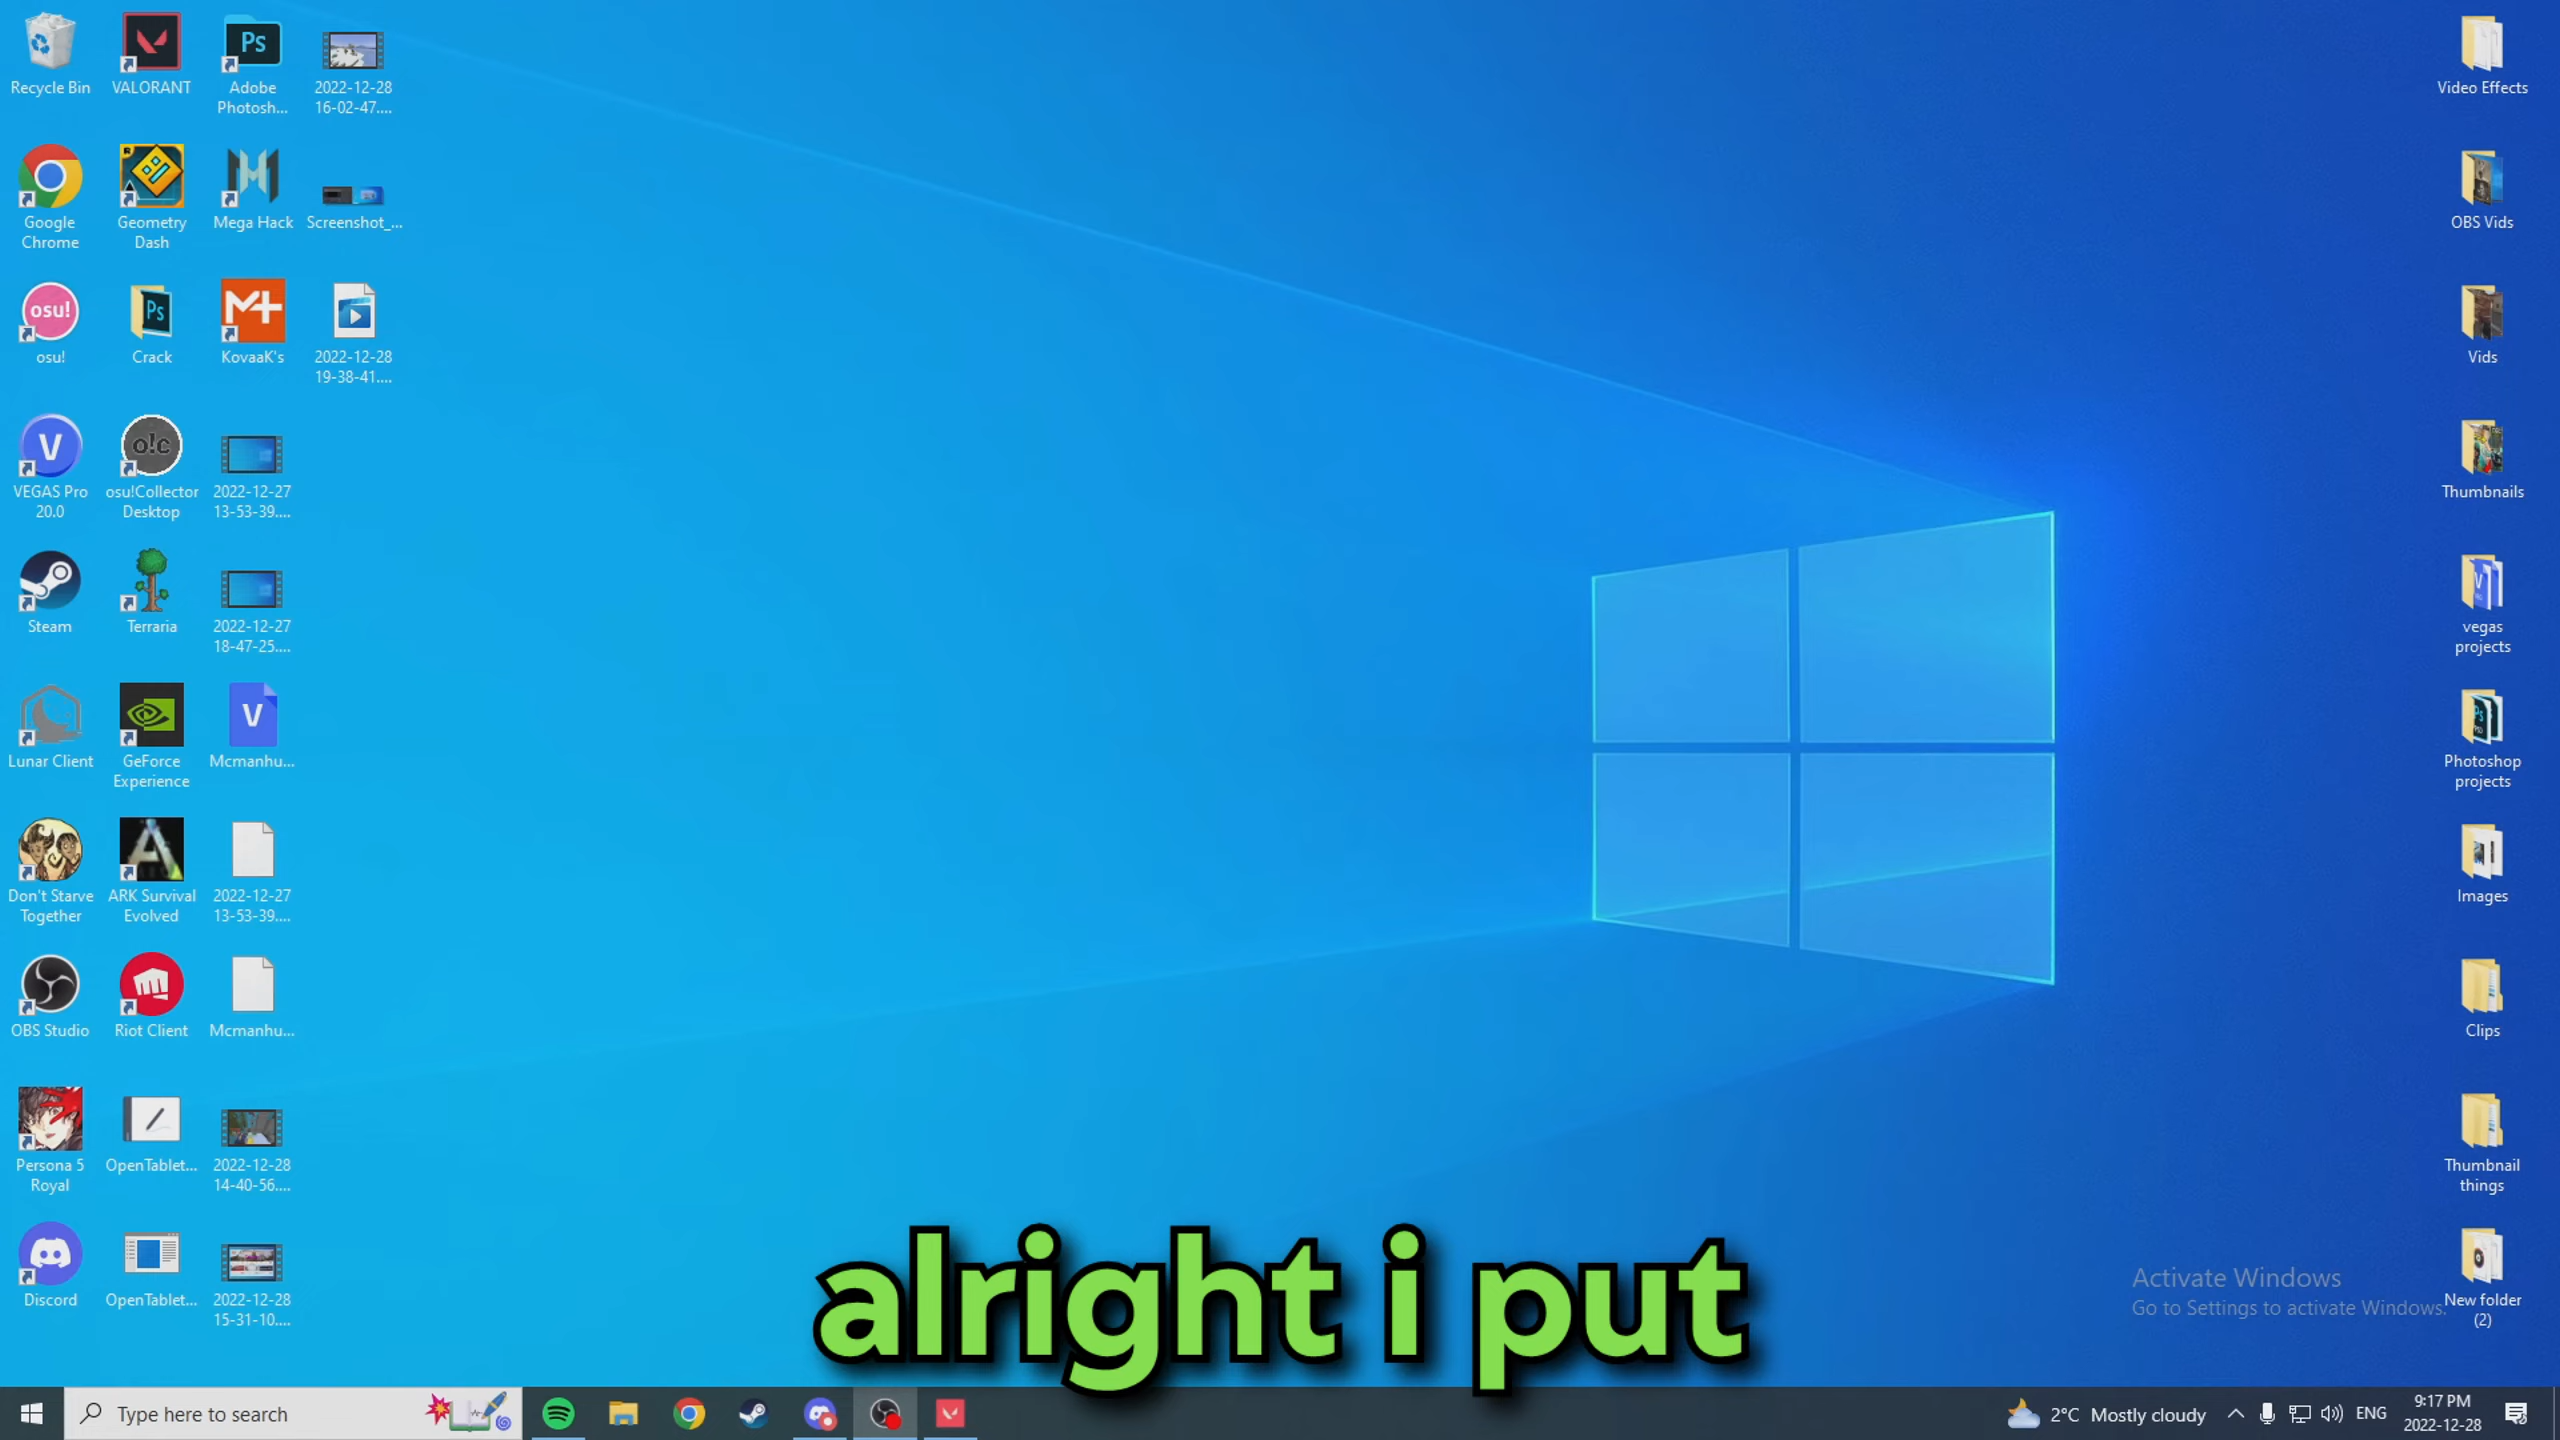 Recycle Bin
VALORANT
Adobe
Photosh...
2022-12-28
16-02-47....
Google
Chrome
Geometry
Dash
Mega Hack
Screenshot_...
osu!
osu!
Ps
Crack
KovaaK's
2022-12-28
19-38-41....
VEGAS Pro
20.0
o!c
osu!Collector
Desktop
2022-12-27
13-53-39....
Steam
Terraria
2022-12-27
18-47-25....
Lunar Client
GeForce
Experience
Mcmanhu...
Don't Starve
Together
ARK Survival
Evolved
2022-12-27
13-53-39....
OBS Studio
Riot Client
Mcmanhu...
Persona 5
Royal
OpenTablet...
2022-12-28
14-40-56....
Discord
OpenTablet...
2022-12-28
15-31-10....
Video Effects
OBS Vids
Vids
Thumbnails
vegas
projects
Photoshop
projects
Images
Clips
Thumbnail
things
New folder
(2)
Activate Windows
Go to Settings to activate Windows.
alright i put
Type here to search
2°C Mostly cloudy
ENG
9:17 PM
2022-12-28